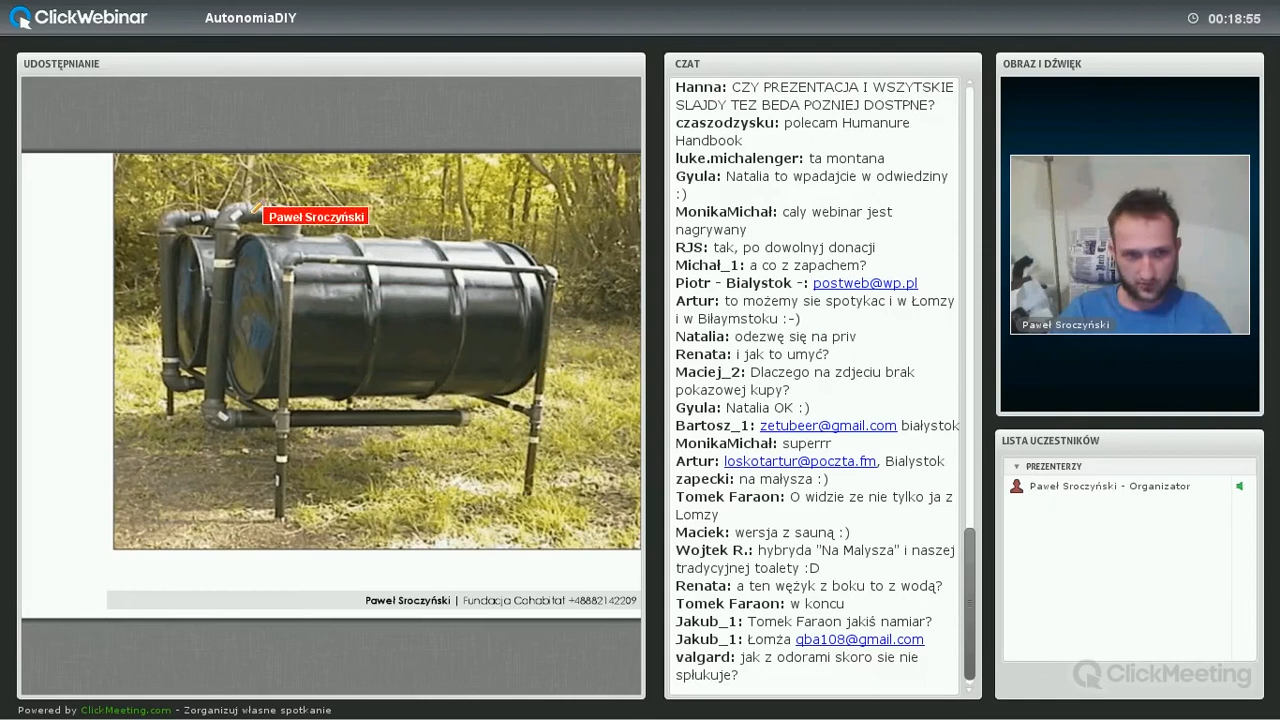 ClickWebinar
AutonomiaDIY
00:18:55
UDOSTĘPNIANIE
Paweł Sroczyński
Paweł Sroczyński | Fundacja Cohabitat +48882142209
CZAT
Hanna: CZY PREZENTACJA I WSZYTSKIE
SLAJDY TEZ BEDA POZNIEJ DOSTPNE?
czaszodzysku: polecam Humanure
Handbook
luke.michalenger: ta montana
Gyula: Natalia to wpadajcie w odwiedziny
:)
MonikaMichał: caly webinar jest
nagrywany
RJS: tak, po dowolnyj donacji
Michał_1: a co z zapachem?
Piotr - Bialystok -: postweb@wp.pl
Artur: to możemy sie spotykac i w Łomzy
i w Biłaymstoku :-)
Natalia: odezwę się na priv
Renata: i jak to umyć?
Maciej_2: Dlaczego na zdjeciu brak
pokazowej kupy?
Gyula: Natalia OK :)
Bartosz_1: zetubeer@gmail.com białystok
MonikaMichał: superrr
Artur: loskotartur@poczta.fm, Bialystok
zapecki: na małysza :)
Tomek Faraon: O widzie ze nie tylko ja z
Lomzy
Maciek: wersja z sauną :)
Wojtek R.: hybryda "Na Malysza" i naszej
tradycyjnej toalety :D
Renata: a ten wężyk z boku to z wodą?
Tomek Faraon: w koncu
Jakub_1: Tomek Faraon jakiś namiar?
Jakub_1: Łomża gba108@gmail.com
valgard: jak z odorami skoro sie nie
spłukuje?
OBRAZ I DŹWIĘK
Paweł Sroczyński
LISTA UCZESTNIKÓW
PREZENTERZY
Paweł Sroczyński - Organizator
ClickMeeting
Powered by ClickMeeting.com - Zorganizuj własne spotkanie